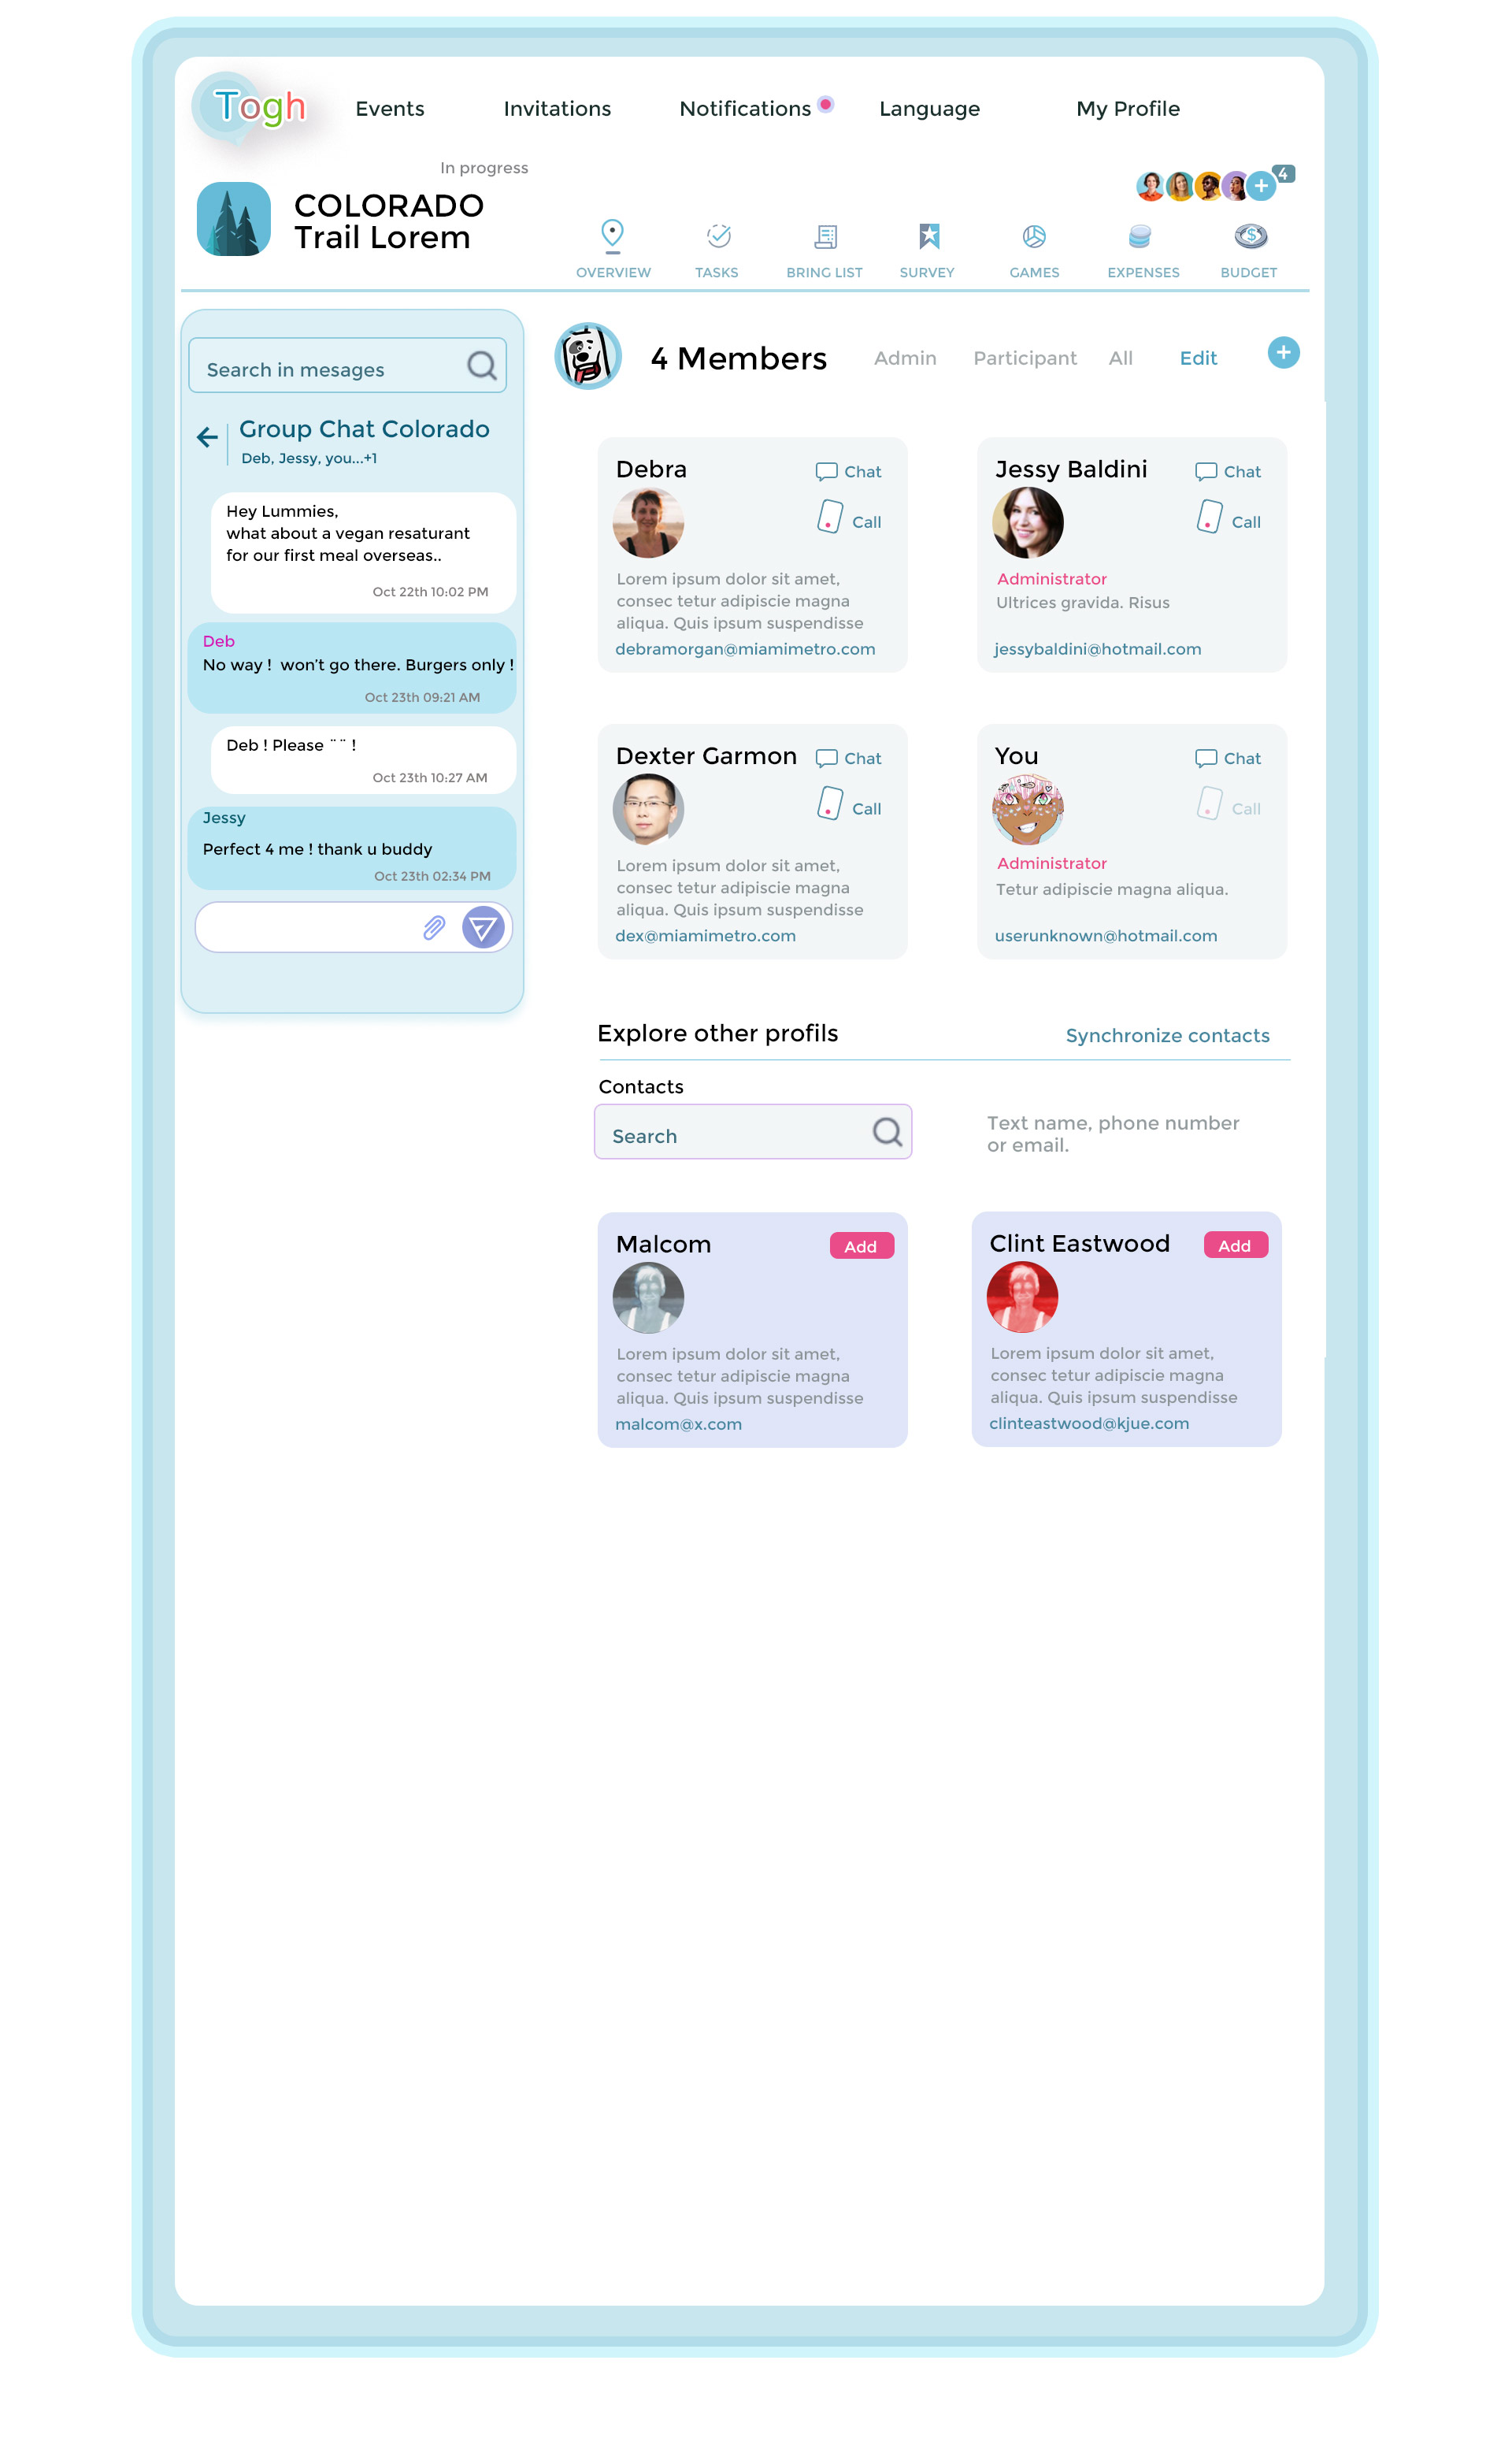 Togh
Events
Invitations
Notifications
Language
My Profile
In progress
COLORADO
Trail Lorem
4
OVERVIEW
TASKS
BRING LIST
SURVEY
GAMES
EXPENSES
BUDGET
Search in mesages
Group Chat Colorado
Deb, Jessy, you...+1
Hey Lummies,
what about a vegan resaturant
for our first meal overseas..
Oct 22th 10:02 PM
Deb
No way !  won't go there. Burgers only !
Oct 23th 09:21 AM
Deb ! Please ¨¨ !
Oct 23th 10:27 AM
Jessy
Perfect 4 me ! thank u buddy
Oct 23th 02:34 PM
4 Members
Admin
Participant
All
Edit
Debra
Chat
Call
Lorem ipsum dolor sit amet,
consec tetur adipiscie magna
aliqua. Quis ipsum suspendisse
debramorgan@miamimetro.com
Jessy Baldini
Chat
Call
Administrator
Ultrices gravida. Risus
jessybaldini@hotmail.com
Dexter Garmon
Chat
Call
Lorem ipsum dolor sit amet,
consec tetur adipiscie magna
aliqua. Quis ipsum suspendisse
dex@miamimetro.com
You
Chat
Call
Administrator
Tetur adipiscie magna aliqua.
userunknown@hotmail.com
Explore other profils
Synchronize contacts
Contacts
Search
Text name, phone number
or email.
Malcom
Add
Lorem ipsum dolor sit amet,
consec tetur adipiscie magna
aliqua. Quis ipsum suspendisse
malcom@x.com
Clint Eastwood
Add
Lorem ipsum dolor sit amet,
consec tetur adipiscie magna
aliqua. Quis ipsum suspendisse
clinteastwood@kjue.com